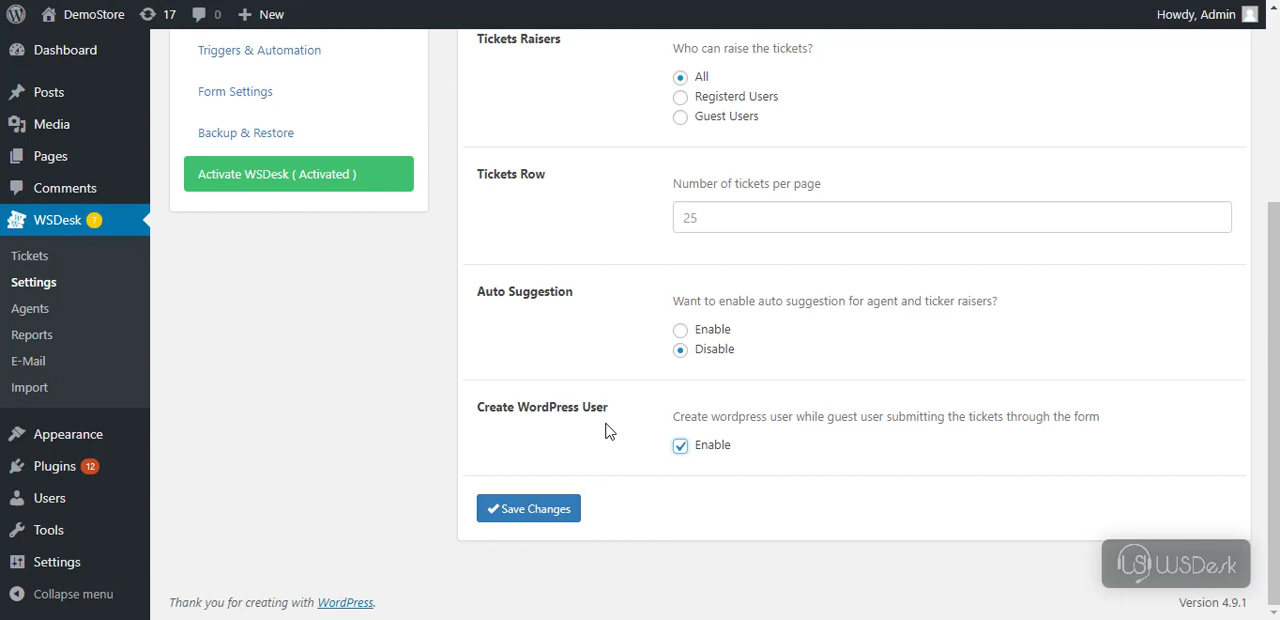 DemoStore 17 0 New Howdy, Admin
Dashboard
Posts
Media
Pages
Comments
WSDesk 7
Tickets
Settings
Agents
Reports
E-Mail
Import
Appearance
Plugins 12
Users
Tools
Settings
Collapse menu
Triggers & Automation
Form Settings
Backup & Restore
Activate WSDesk ( Activated )
Tickets Raisers
Who can raise the tickets?
All
Registerd Users
Guest Users
Tickets Row
Number of tickets per page
25
Auto Suggestion
Want to enable auto suggestion for agent and ticker raisers?
Enable
Disable
Create WordPress User
Create wordpress user while guest user submitting the tickets through the form
Enable
Save Changes
WSDesk
Thank you for creating with WordPress.
Version 4.9.1